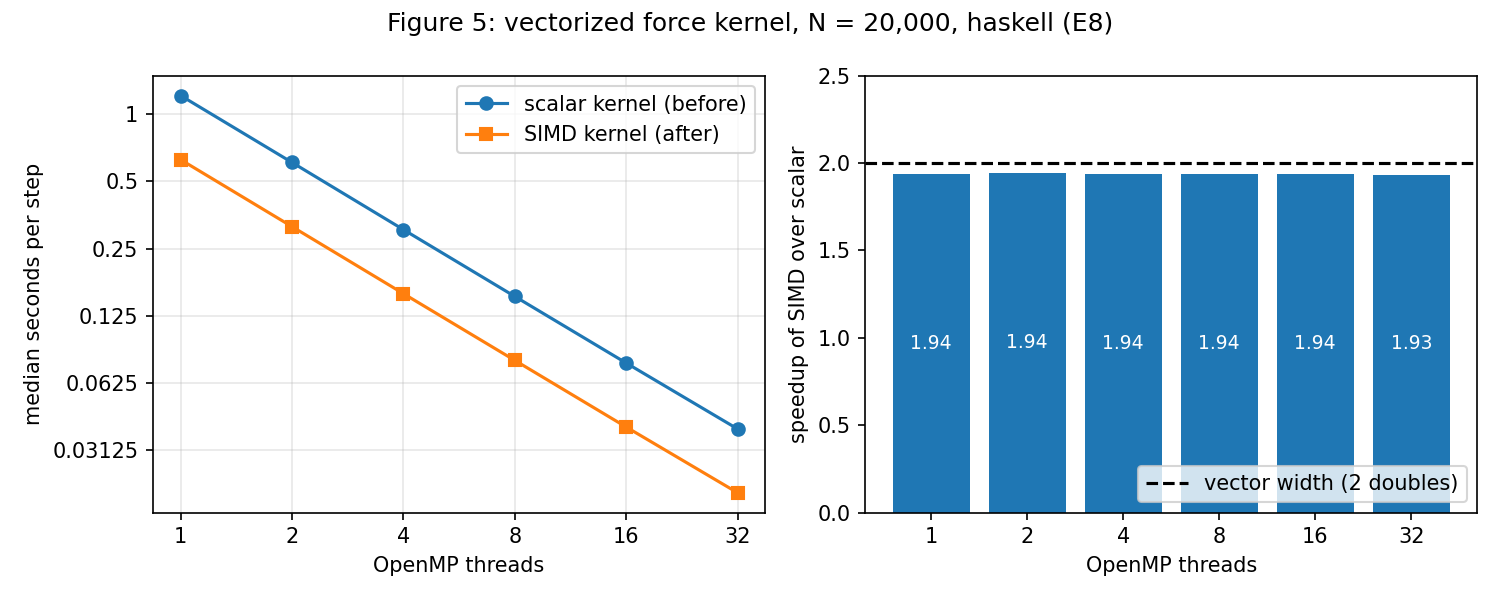 Figure 5: vectorized force kernel, N = 20,000, haskell (E8)
median seconds per step
1
0.5
0.25
0.125
0.0625
0.03125
scalar kernel (before)
SIMD kernel (after)
1 2 4 8 16 32
OpenMP threads
speedup of SIMD over scalar
2.5
2.0
1.5
1.0
0.5
0.0
1.94 1.94 1.94 1.94 1.94 1.93
vector width (2 doubles)
1 2 4 8 16 32
OpenMP threads